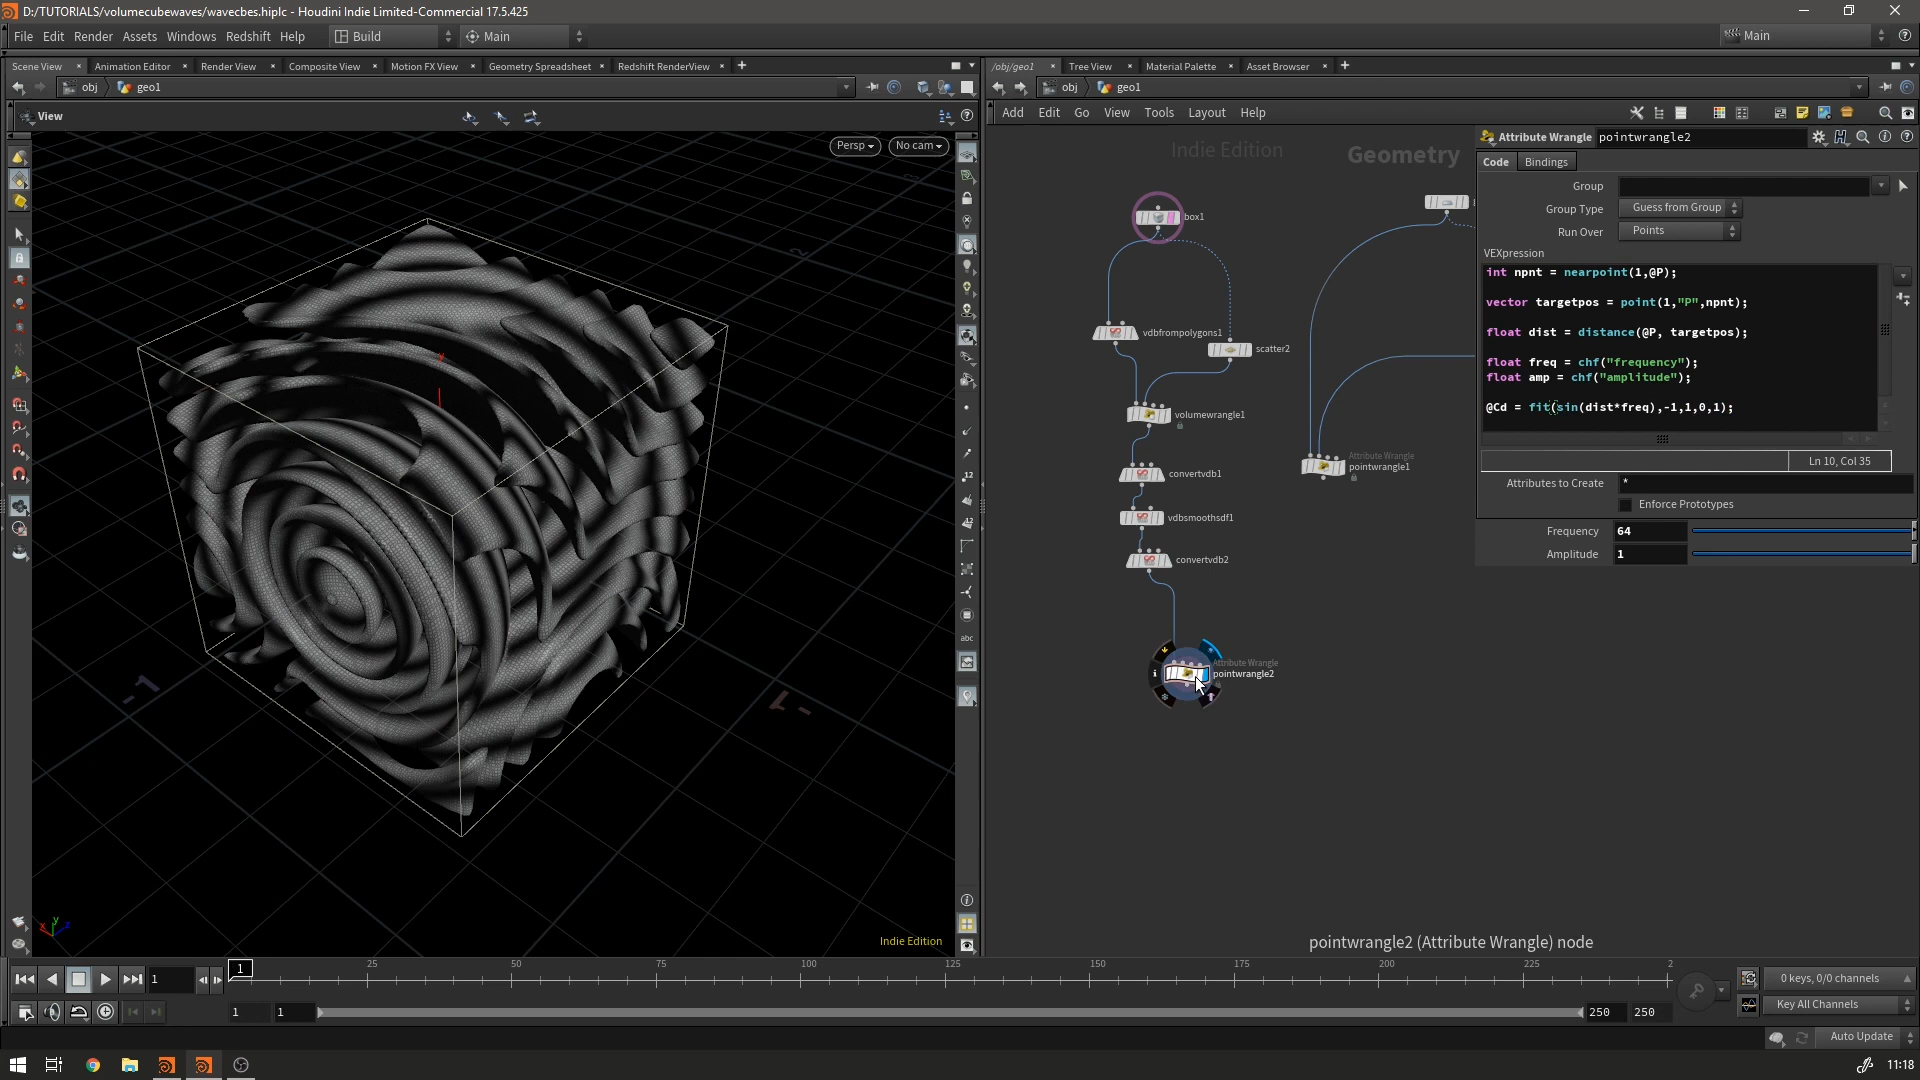 D:/TUTORIALS/volumecubewaves/wavecbes.hiplc - Houdini Indie Limited-Commercial 17.5.425
File Edit Render Assets Windows Redshift Help Build Main Main
Scene View Animation Editor Render View Composite View Motion FX View Geometry Spreadsheet Redshift RenderView
/obj/geo1 Tree View Material Palette Asset Browser
obj geo1
obj geo1
View
Add Edit Go View Tools Layout Help
Persp No cam
Indie Edition
Geometry
Attribute Wrangle pointwrangle2
Code Bindings
Group
Group Type Guess from Group
Run Over Points
VEXpression
int npnt = nearpoint(1,@P);
vector targetpos = point(1,"P",npnt);
float dist = distance(@P, targetpos);
float freq = chf("frequency");
float amp = chf("amplitude");
@Cd = fit(sin(dist*freq),-1,1,0,1);
Ln 10, Col 35
Attributes to Create *
Enforce Prototypes
Frequency 64
Amplitude 1
box1
vdbfrompolygons1
scatter2
volumewrangle1
Attribute Wrangle
pointwrangle1
convertvdb1
vdbsmoothsdf1
convertvdb2
Attribute Wrangle
pointwrangle2
abc
x y z
Indie Edition
pointwrangle2 (Attribute Wrangle) node
1 1 25 50 75 100 125 150 175 200 225 2
0 keys, 0/0 channels
1 1 250 250
Key All Channels
Auto Update
11:18